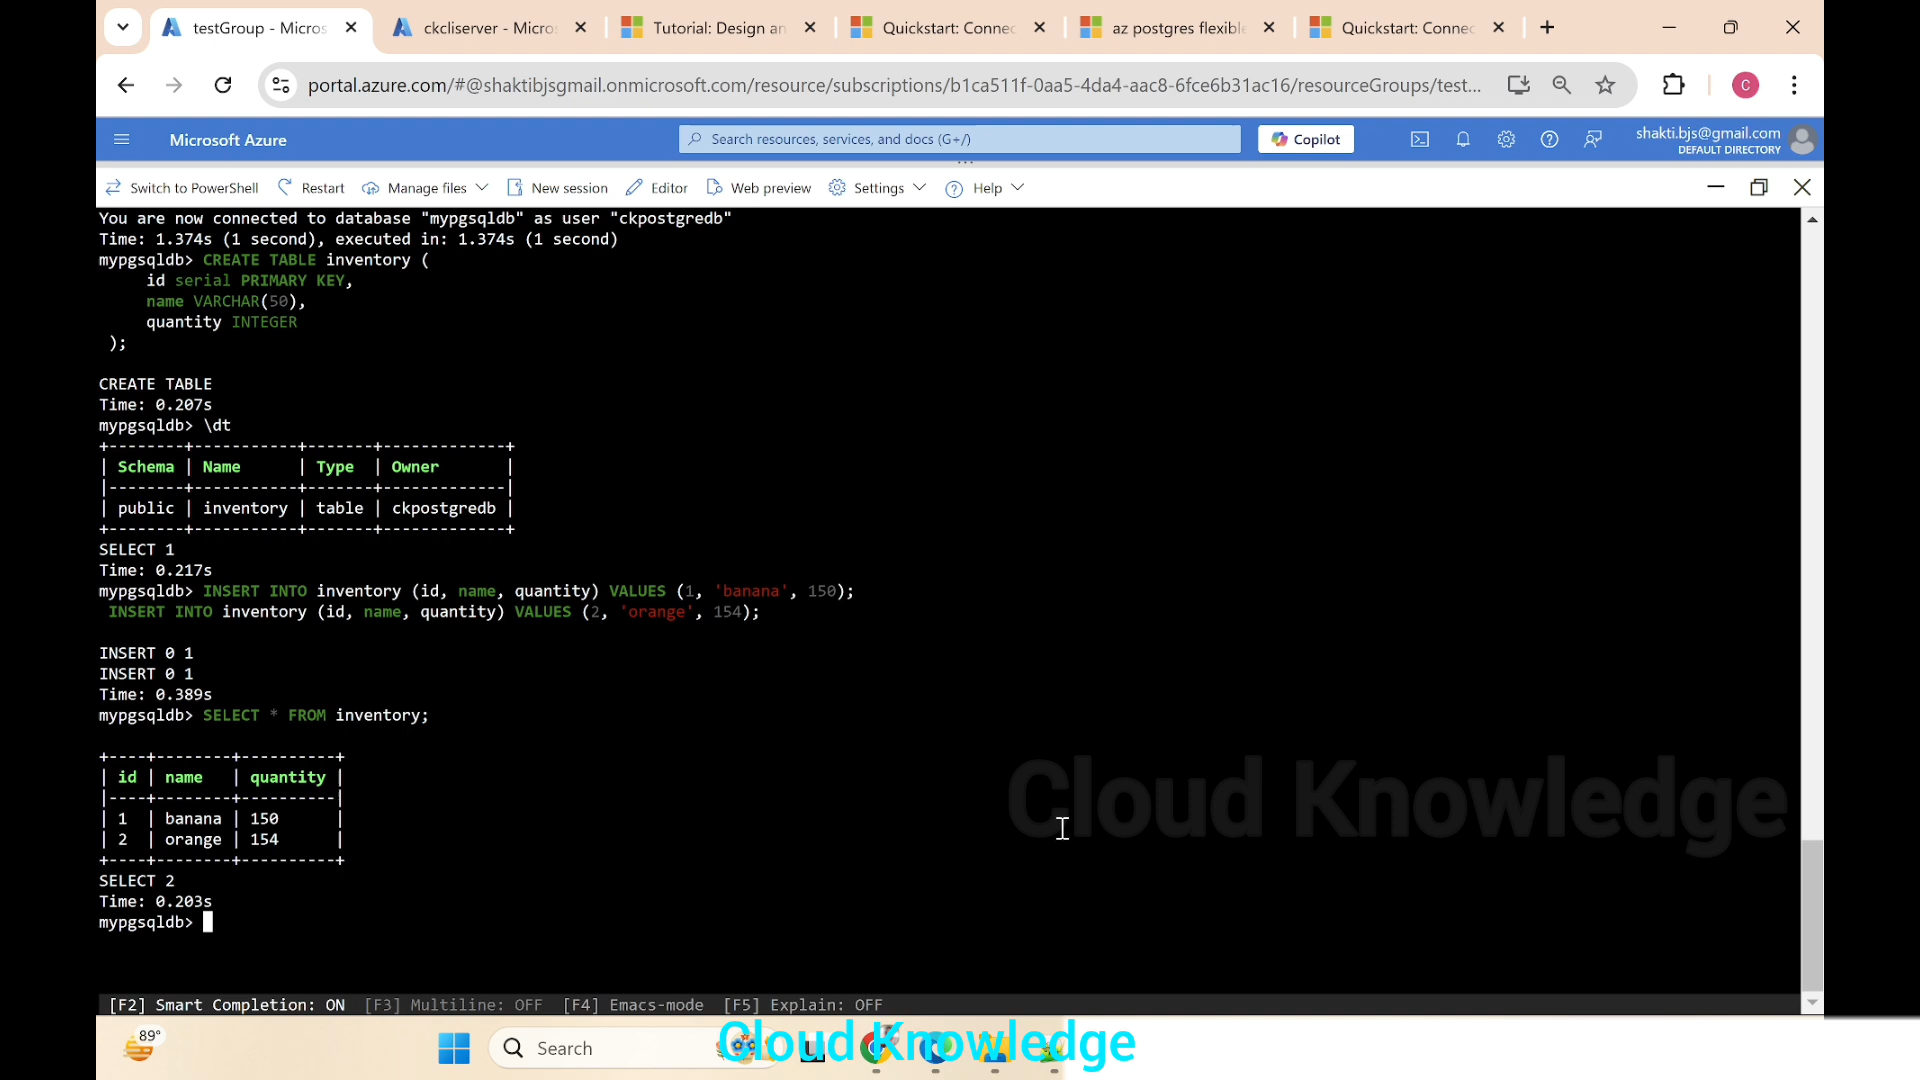 testGroup - Micros
ckcliserver - Micros
Tutorial: Design an
Quickstart: Connec
az postgres flexible
Quickstart: Connec
portal.azure.com/#@shaktibjsgmail.onmicrosoft.com/resource/subscriptions/b1ca511f-0aa5-4da4-aac8-6fce6b31ac16/resourceGroups/test...
C
Microsoft Azure
Search resources, services, and docs (G+/)
Copilot
shakti.bjs@gmail.com
DEFAULT DIRECTORY
Switch to PowerShell
Restart
Manage files
New session
Editor
Web preview
Settings
Help
You are now connected to database "mypgsqldb" as user "ckpostgredb"
Time: 1.374s (1 second), executed in: 1.374s (1 second)
mypgsqldb> CREATE TABLE inventory (
id serial PRIMARY KEY,
name VARCHAR(50),
quantity INTEGER
);
CREATE TABLE
Time: 0.207s
mypgsqldb> \dt
+--------+-----------+-------+-------------+
| Schema | Name | Type | Owner |
|--------+-----------+-------+-------------|
| public | inventory | table | ckpostgredb |
+--------+-----------+-------+-------------+
SELECT 1
Time: 0.217s
mypgsqldb> INSERT INTO inventory (id, name, quantity) VALUES (1, 'banana', 150);
INSERT INTO inventory (id, name, quantity) VALUES (2, 'orange', 154);
INSERT 0 1
INSERT 0 1
Time: 0.389s
mypgsqldb> SELECT * FROM inventory;
+----+--------+----------+
| id | name | quantity |
|----+--------+----------|
| 1 | banana | 150 |
| 2 | orange | 154 |
+----+--------+----------+
SELECT 2
Time: 0.203s
mypgsqldb>
Cloud Knowledge
[F2] Smart Completion: ON [F3] Multiline: OFF [F4] Emacs-mode [F5] Explain: OFF
89°
Search
Cloud Knowledge